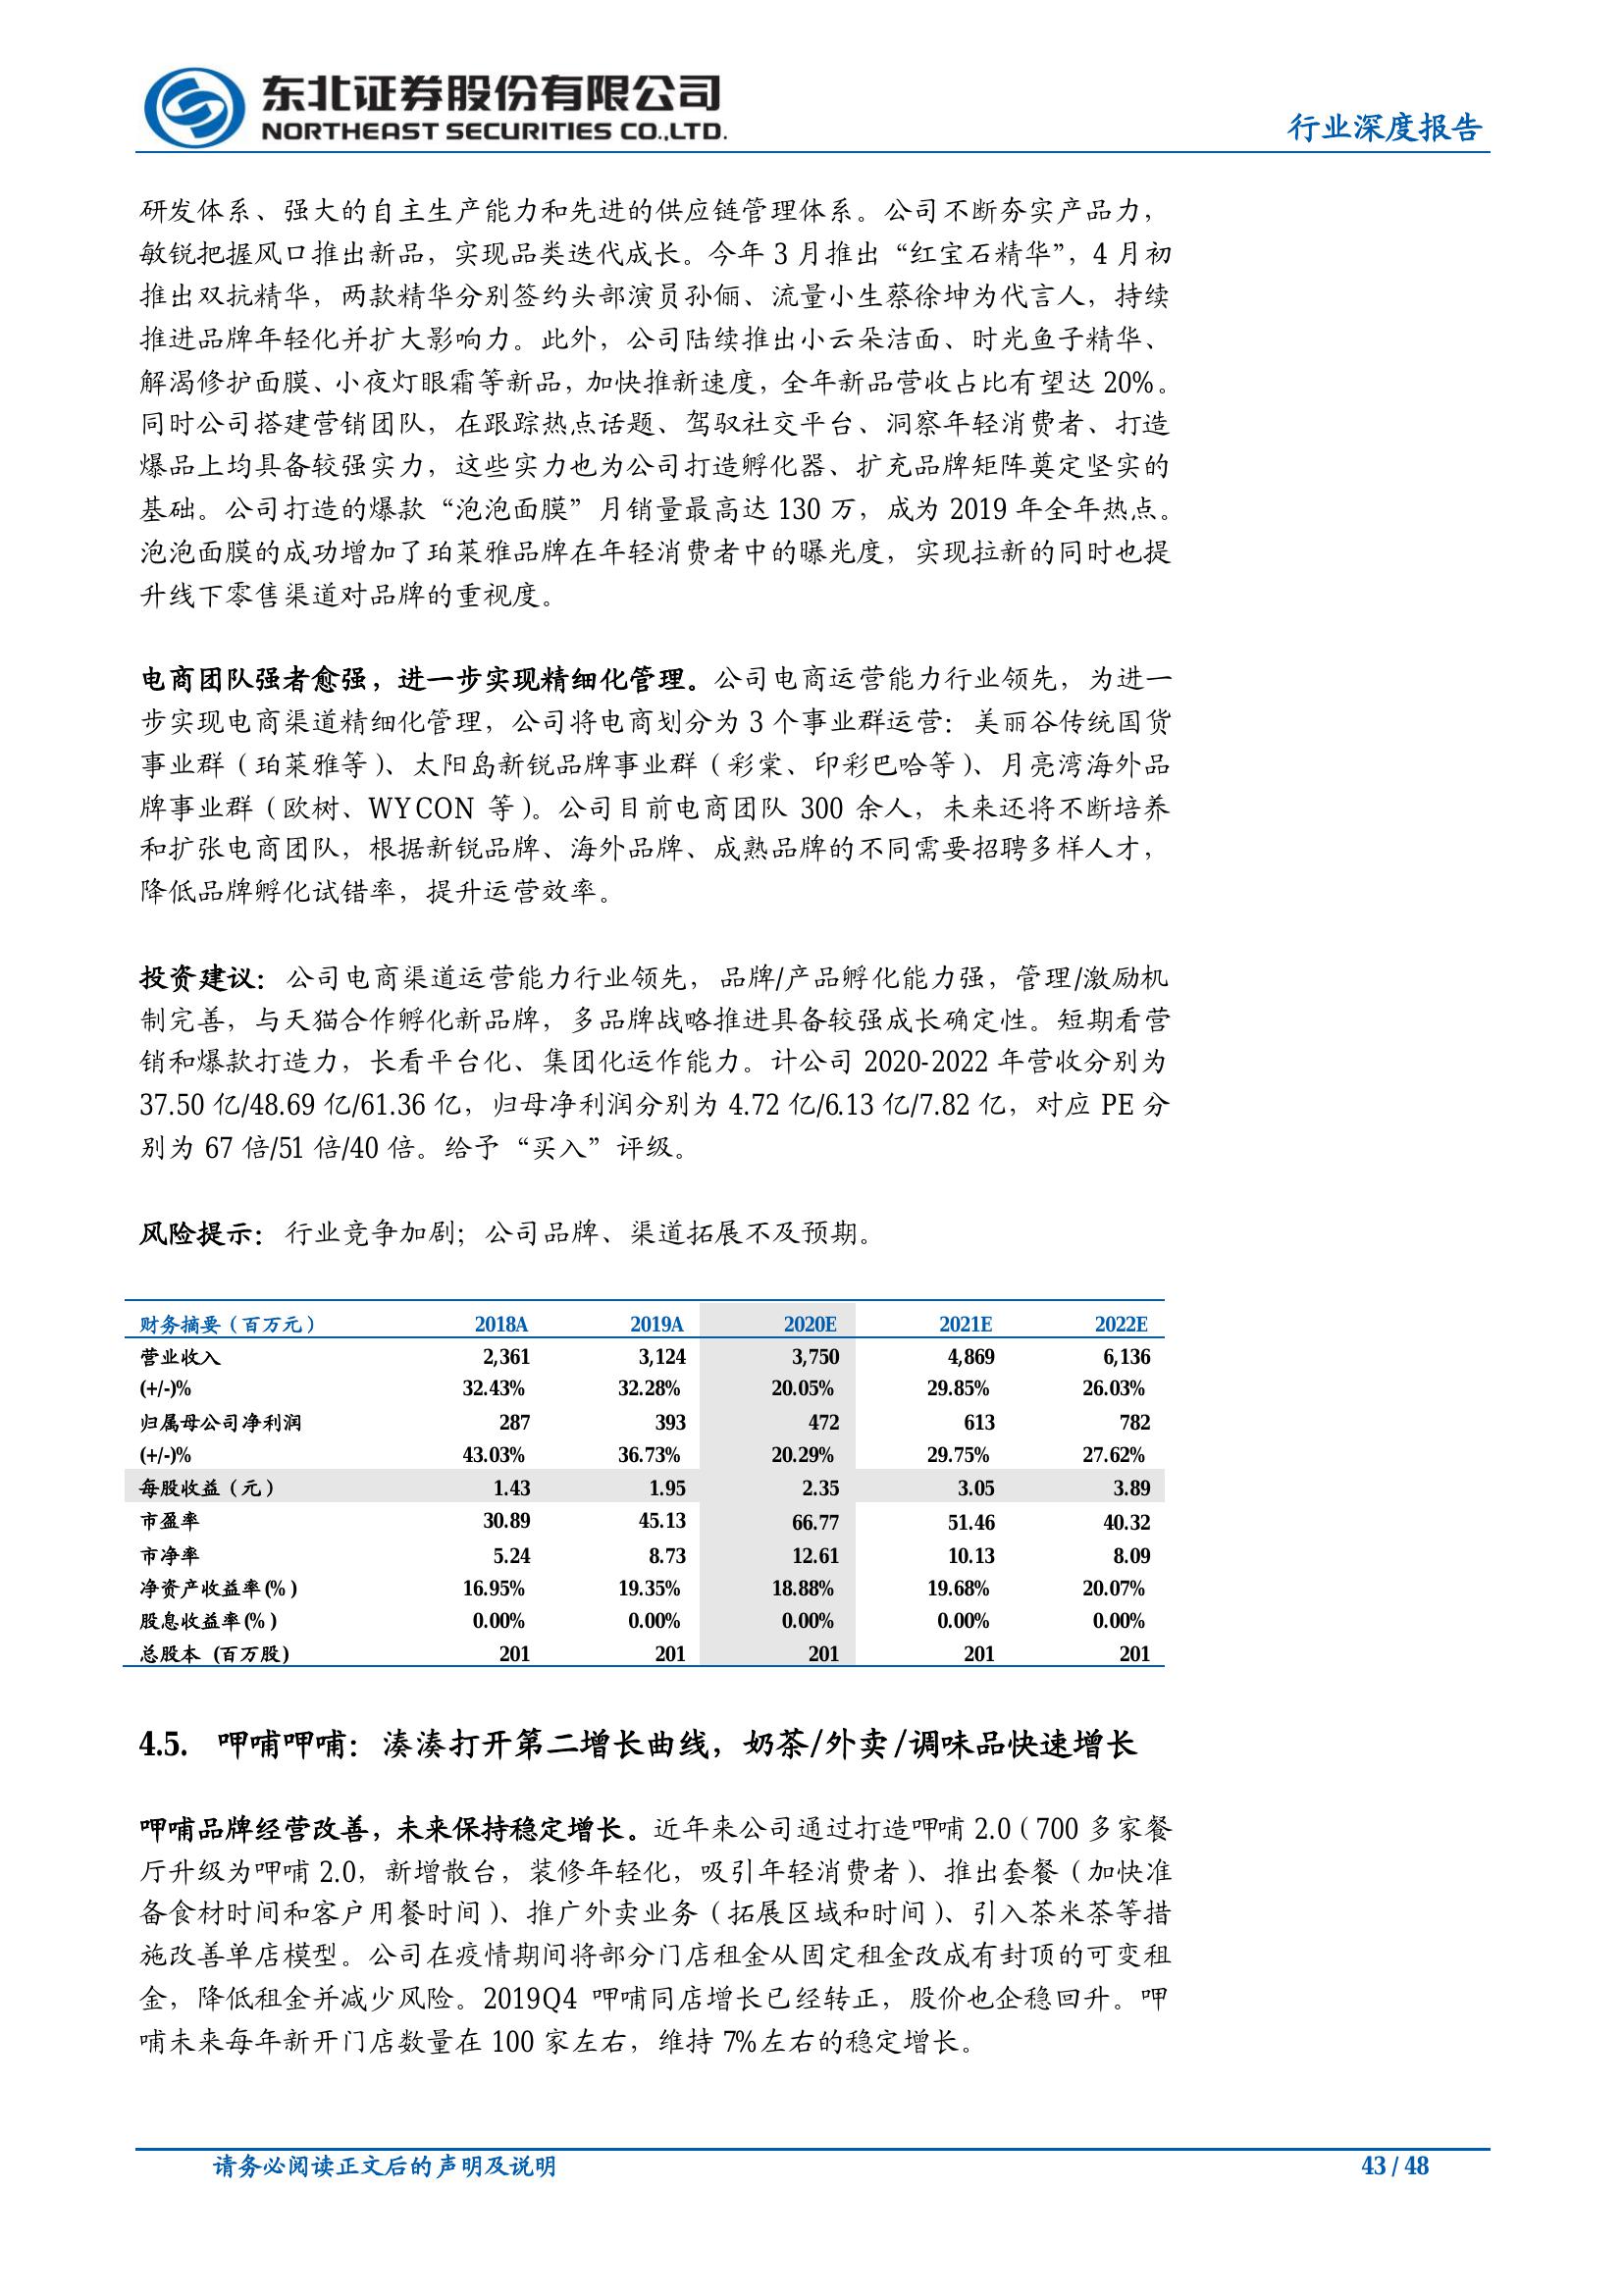 东北证券股份有限公司
NORTHEAST SECURITIES CO.,LTD.
行业深度报告
研发体系、强大的自主生产能力和先进的供应链管理体系。公司不断夯实产品力，
敏锐把握风口推出新品，实现品类迭代成长。今年 3 月推出“红宝石精华”，4 月初
推出双抗精华，两款精华分别签约头部演员孙俪、流量小生蔡徐坤为代言人，持续
推进品牌年轻化并扩大影响力。此外，公司陆续推出小云朵洁面、时光鱼子精华、
解渴修护面膜、小夜灯眼霜等新品，加快推新速度，全年新品营收占比有望达 20%。
同时公司搭建营销团队，在跟踪热点话题、驾驭社交平台、洞察年轻消费者、打造
爆品上均具备较强实力，这些实力也为公司打造孵化器、扩充品牌矩阵奠定坚实的
基础。公司打造的爆款“泡泡面膜”月销量最高达 130 万，成为 2019 年全年热点。
泡泡面膜的成功增加了珀莱雅品牌在年轻消费者中的曝光度，实现拉新的同时也提
升线下零售渠道对品牌的重视度。
电商团队强者愈强，进一步实现精细化管理。公司电商运营能力行业领先，为进一
步实现电商渠道精细化管理，公司将电商划分为 3 个事业群运营：美丽谷传统国货
事业群（珀莱雅等）、太阳岛新锐品牌事业群（彩棠、印彩巴哈等）、月亮湾海外品
牌事业群（欧树、WYCON 等）。公司目前电商团队 300 余人，未来还将不断培养
和扩张电商团队，根据新锐品牌、海外品牌、成熟品牌的不同需要招聘多样人才，
降低品牌孵化试错率，提升运营效率。
投资建议：公司电商渠道运营能力行业领先，品牌/产品孵化能力强，管理/激励机
制完善，与天猫合作孵化新品牌，多品牌战略推进具备较强成长确定性。短期看营
销和爆款打造力，长看平台化、集团化运作能力。计公司 2020-2022 年营收分别为
37.50 亿/48.69 亿/61.36 亿，归母净利润分别为 4.72 亿/6.13 亿/7.82 亿，对应 PE 分
别为 67 倍/51 倍/40 倍。给予“买入”评级。
风险提示：行业竞争加剧；公司品牌、渠道拓展不及预期。
财务摘要（百万元） 2018A 2019A 2020E 2021E 2022E
营业收入 2,361 3,124 3,750 4,869 6,136
(+/-)% 32.43% 32.28% 20.05% 29.85% 26.03%
归属母公司净利润 287 393 472 613 782
(+/-)% 43.03% 36.73% 20.29% 29.75% 27.62%
每股收益（元） 1.43 1.95 2.35 3.05 3.89
市盈率 30.89 45.13 66.77 51.46 40.32
市净率 5.24 8.73 12.61 10.13 8.09
净资产收益率(%) 16.95% 19.35% 18.88% 19.68% 20.07%
股息收益率(%) 0.00% 0.00% 0.00% 0.00% 0.00%
总股本 (百万股) 201 201 201 201 201
4.5. 呷哺呷哺：湊湊打开第二增长曲线，奶茶/外卖/调味品快速增长
呷哺品牌经营改善，未来保持稳定增长。近年来公司通过打造呷哺 2.0（700 多家餐
厅升级为呷哺 2.0，新增散台，装修年轻化，吸引年轻消费者）、推出套餐（加快准
备食材时间和客户用餐时间）、推广外卖业务（拓展区域和时间）、引入茶米茶等措
施改善单店模型。公司在疫情期间将部分门店租金从固定租金改成有封顶的可变租
金，降低租金并减少风险。2019Q4 呷哺同店增长已经转正，股价也企稳回升。呷
哺未来每年新开门店数量在 100 家左右，维持 7%左右的稳定增长。
请务必阅读正文后的声明及说明
43 / 48